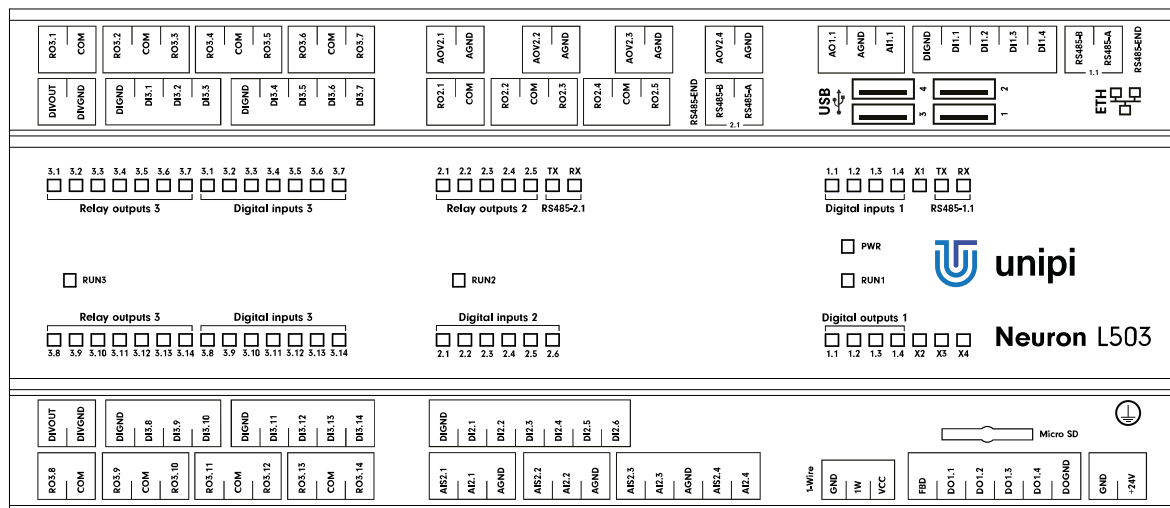 RO3.1 COM RO3.2 COM RO3.3 RO3.4 COM RO3.5 RO3.6 COM RO3.7 AOV2.1 AGND AOV2.2 AGND AOV2.3 AGND AOV2.4 AGND AO1.1 AGND AI1.1 DIGND DI1.1 DI1.2 DI1.3 DI1.4 RS485-B RS485-A RS485-END
1.1
DIVOUT DIVGND DIGND DI3.1 DI3.2 DI3.3 DIGND DI3.4 DI3.5 DI3.6 DI3.7 RO2.1 COM RO2.2 COM RO2.3 RO2.4 COM RO2.5 RS485-END RS485-B RS485-A USB 4 3 2 1 ETH
2.1
3.1 3.2 3.3 3.4 3.5 3.6 3.7 3.1 3.2 3.3 3.4 3.5 3.6 3.7 2.1 2.2 2.3 2.4 2.5 TX RX 1.1 1.2 1.3 1.4 X1 TX RX
Relay outputs 3 Digital inputs 3 Relay outputs 2 RS485-2.1 Digital inputs 1 RS485-1.1
PWR
unipi
RUN3 RUN2 RUN1
Relay outputs 3 Digital inputs 3 Digital inputs 2 Digital outputs 1
Neuron L503
3.8 3.9 3.10 3.11 3.12 3.13 3.14 3.8 3.9 3.10 3.11 3.12 3.13 3.14 2.1 2.2 2.3 2.4 2.5 2.6 1.1 1.2 1.3 1.4 X2 X3 X4
DIVOUT DIVGND DIGND DI3.8 DI3.9 DI3.10 DIGND DI3.11 DI3.12 DI3.13 DI3.14 DIGND DI2.1 DI2.2 DI2.3 DI2.4 DI2.5 DI2.6 Micro SD
RO3.8 COM RO3.9 COM RO3.10 RO3.11 COM RO3.12 RO3.13 COM RO3.14 AIS2.1 AI2.1 AGND AIS2.2 AI2.2 AGND AIS2.3 AI2.3 AGND AIS2.4 AI2.4 1-Wire GND 1W VCC FBD DO1.1 DO1.2 DO1.3 DO1.4 DOGND GND +24V